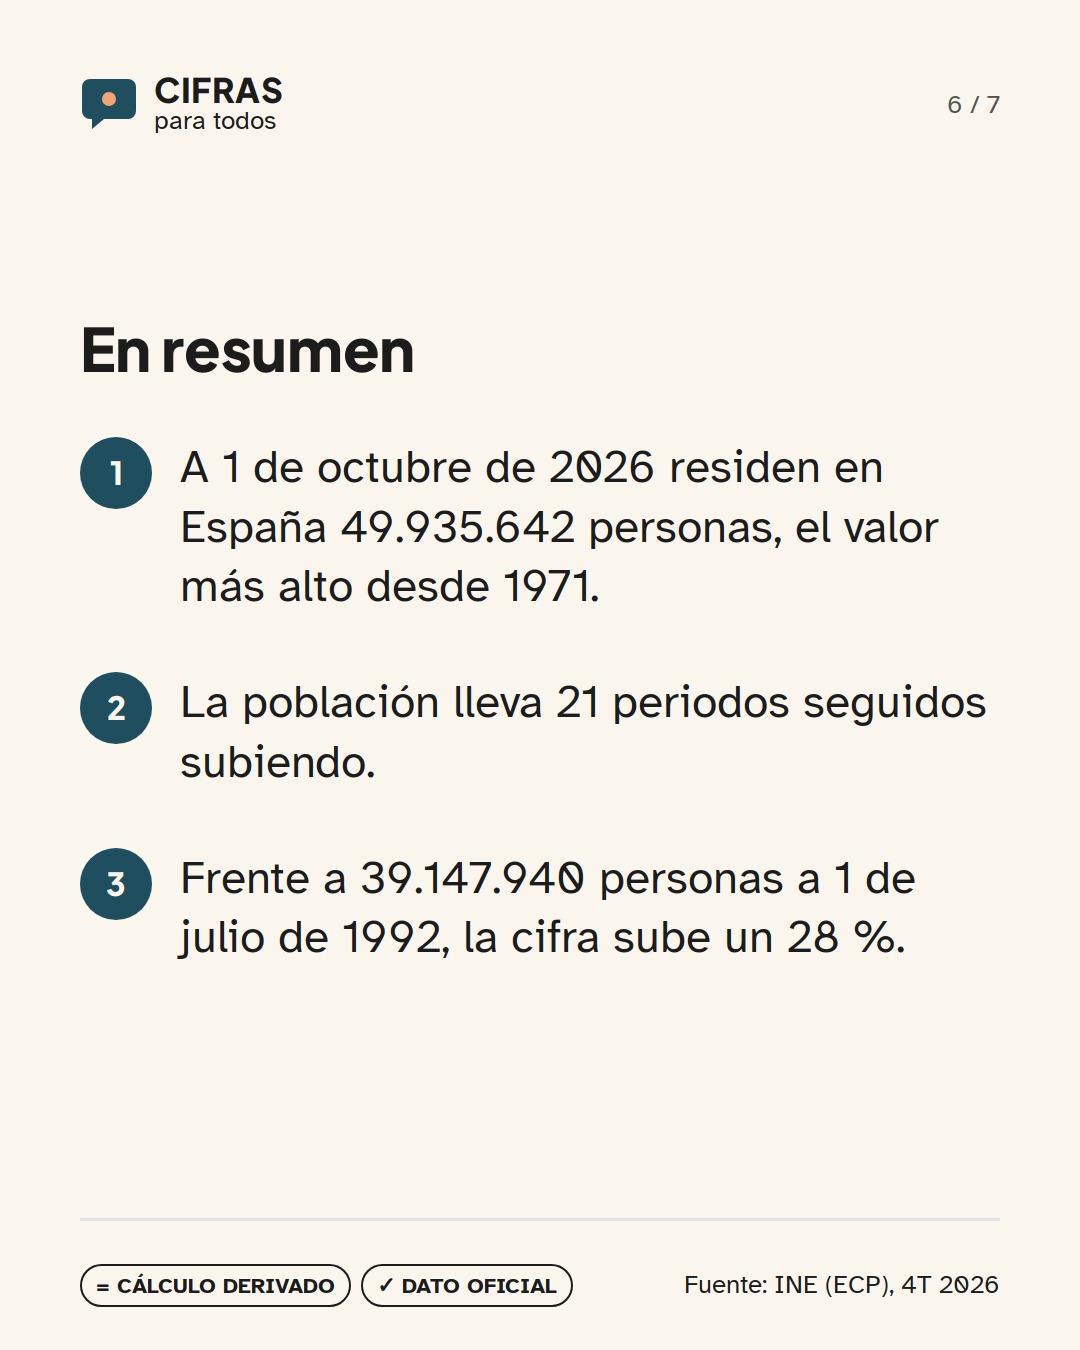 CIFRAS
para todos
6 / 7
En resumen
1
A 1 de octubre de 2026 residen en
España 49.935.642 personas, el valor
más alto desde 1971.
2
La población lleva 21 periodos seguidos
subiendo.
3
Frente a 39.147.940 personas a 1 de
julio de 1992, la cifra sube un 28 %.
= CÁLCULO DERIVADO
✓ DATO OFICIAL
Fuente: INE (ECP), 4T 2026